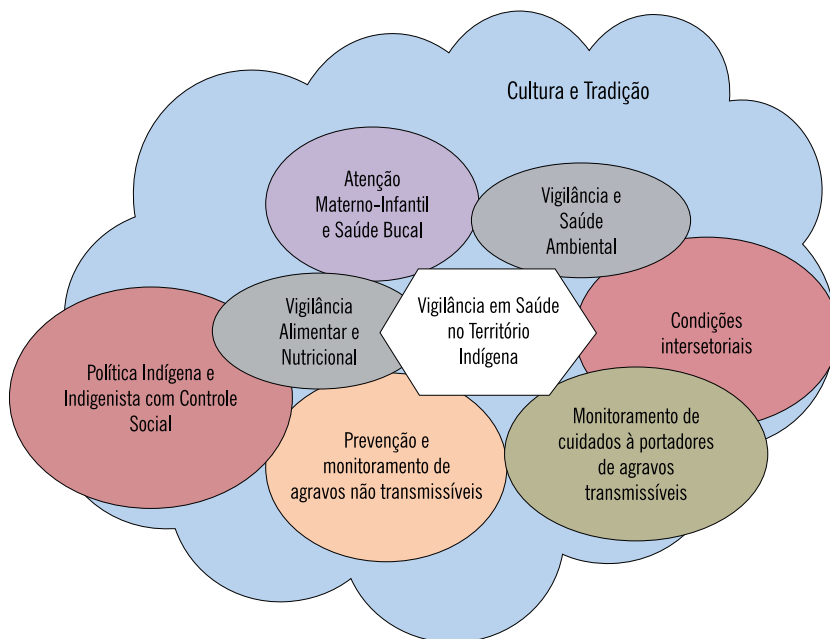 Cultura e Tradição
Atenção
Materno-Infantil
e Saúde Bucal
Vigilância e
Saúde
Ambiental
Vigilância
Alimentar e
Nutricional
Vigilância em Saúde
no Território
Indígena
Condições
intersetoriais
Política Indígena e
Indigenista com Controle
Social
Prevenção e
monitoramento de
agravos não transmissíveis
Monitoramento de
cuidados à portadores
de agravos
transmissíveis